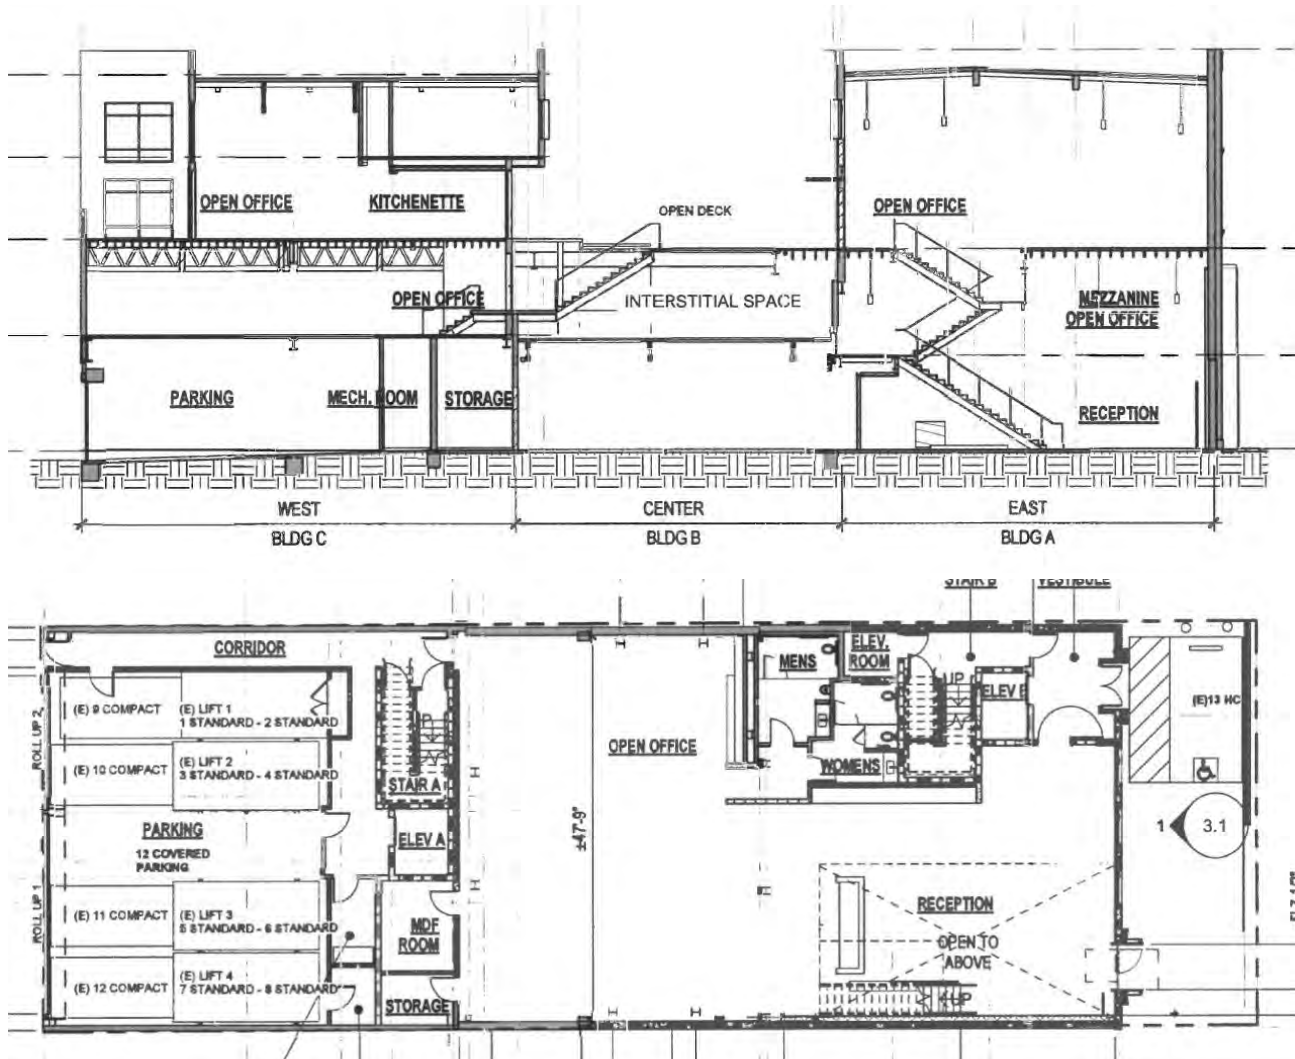 OPEN OFFICE
KITCHENETTE
OPEN DECK
OPEN OFFICE
OPEN OFFICE
INTERSTITIAL SPACE
MEZZANINE
OPEN OFFICE
PARKING
MECH. ROOM
STORAGE
RECEPTION
WEST
CENTER
EAST
BLDG C
BLDG B
BLDG A
STAIR B
VESTIBULE
CORRIDOR
MENS
ELEV.
ROOM
UP
(E) 9 COMPACT
(E) LIFT 1
1 STANDARD - 2 STANDARD
(E)13 HC
ROLL UP 2
UP
OPEN OFFICE
(E) 10 COMPACT
(E) LIFT 2
3 STANDARD - 4 STANDARD
STAIR A
WOMENS
PARKING
12 COVERED
PARKING
ELEV A
±47'-9"
1
3.1
ROLL UP 1
(E) 11 COMPACT
(E) LIFT 3
5 STANDARD - 6 STANDARD
MDF
ROOM
RECEPTION
OPEN TO
ABOVE
(E) 12 COMPACT
(E) LIFT 4
7 STANDARD - 8 STANDARD
STORAGE
UP